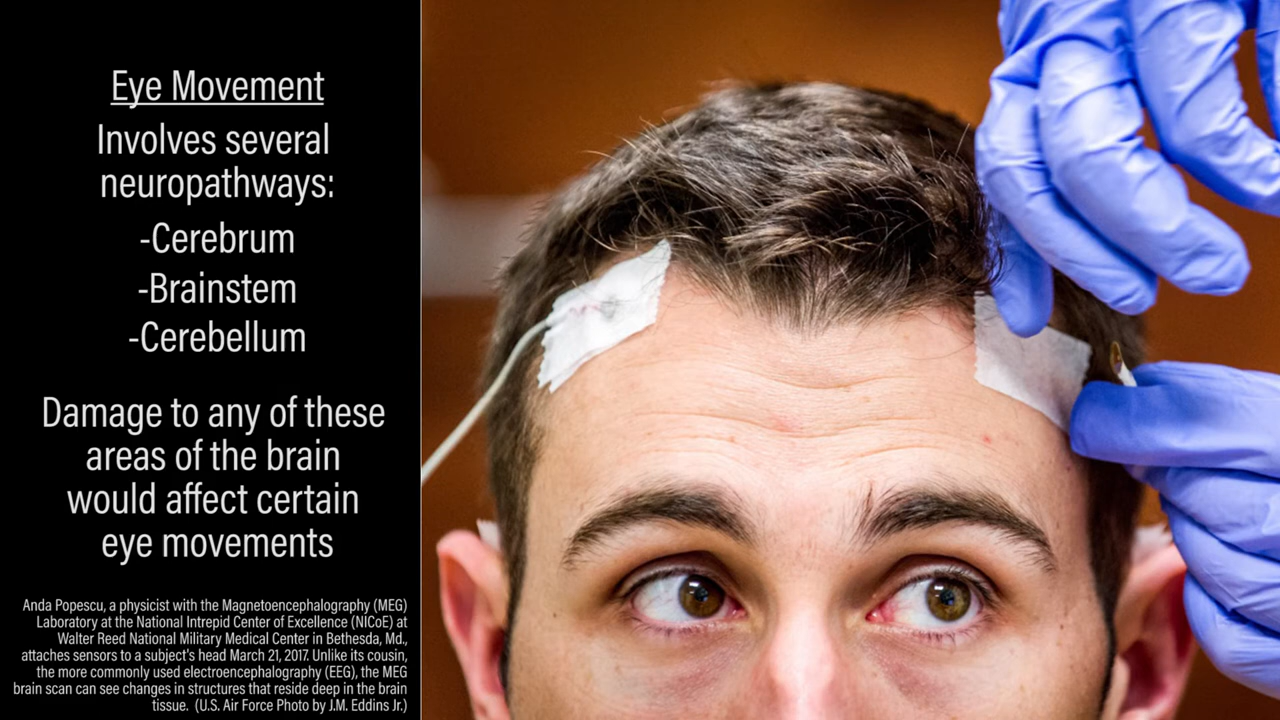 Eye Movement
Involves several
neuropathways:
-Cerebrum
-Brainstem
-Cerebellum
Damage to any of these
areas of the brain
would affect certain
eye movements
Anda Popescu, a physicist with the Magnetoencephalography (MEG)
Laboratory at the National Intrepid Center of Excellence (NICoE) at
Walter Reed National Military Medical Center in Bethesda, Md.,
attaches sensors to a subject's head March 21, 2017. Unlike its cousin,
the more commonly used electroencephalography (EEG), the MEG
brain scan can see changes in structures that reside deep in the brain
tissue. (U.S. Air Force Photo by J.M. Eddins Jr.)